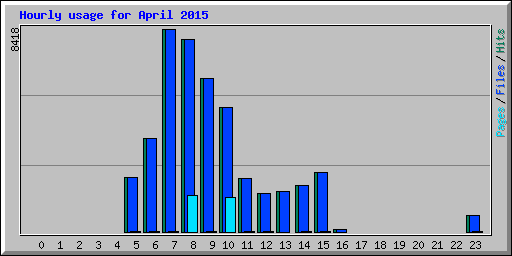 Hourly usage for April 2015
8418
Pages / Files / Hits
0 1 2 3 4 5 6 7 8 9 10 11 12 13 14 15 16 17 18 19 20 21 22 23